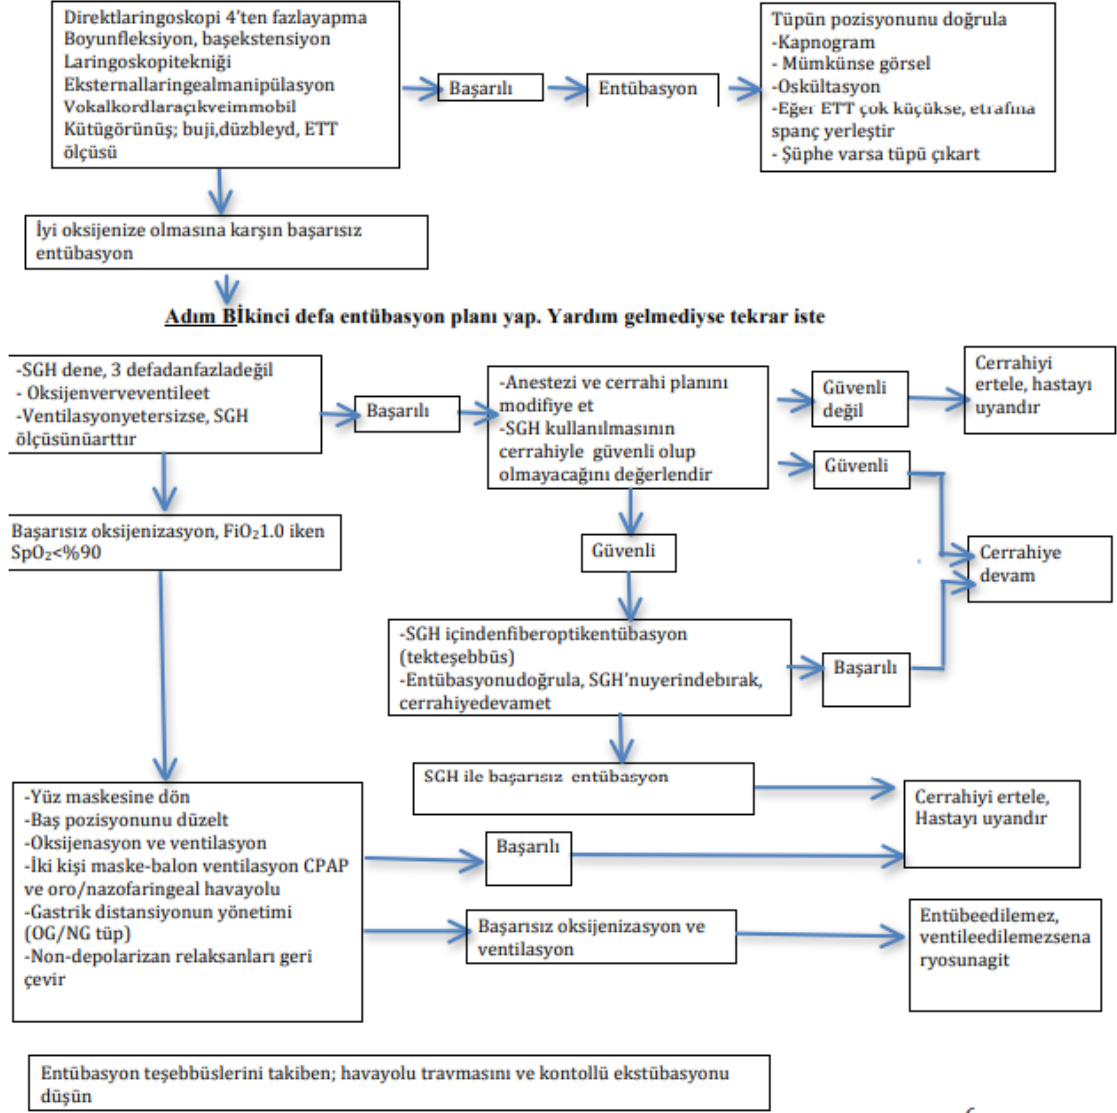 Direktlaringoskopi 4'ten fazlayapma
Boyunfleksiyon, başekstensiyon
Laringoskopitekniği
Eksternallaringealmanipülasyon
Vokalkordlaraçıkveimmobil
Kütügörünüş; buji,düzbleyd, ETT
ölçüsü
Başarılı
Entübasyon
Tüpün pozisyonunu doğrula
-Kapnogram
- Mümkünse görsel
-Oskültasyon
-Eğer ETT çok küçükse, etrafına
spanç yerleştir
- Şüphe varsa tüpü çıkart
İyi oksijenize olmasına karşın başarısız
entübasyon
Adım Bİkinci defa entübasyon planı yap. Yardım gelmediyse tekrar iste
-SGH dene, 3 defadanfazladeğil
- Oksijenverveventileet
-Ventilasyonyetersizse, SGH
ölçüsünüarttır
Başarılı
-Anestezi ve cerrahi planını
modifiye et
-SGH kullanılmasının
cerrahiyle güvenli olup
olmayacağını değerlendir
Güvenli
değil
Cerrahiyi
ertele, hastayı
uyandır
Güvenli
Başarısız oksijenizasyon, FiO₂1.0 iken
SpO₂<%90
Güvenli
Cerrahiye
devam
-SGH içindenfiberoptikentübasyon
(tekteşebbüs)
-Entübasyonudoğrula, SGH'nuyerindebırak,
cerrahiyedevamet
Başarılı
SGH ile başarısız entübasyon
Cerrahiyi ertele,
Hastayı uyandır
-Yüz maskesine dön
-Baş pozisyonunu düzelt
-Oksijenasyon ve ventilasyon
-İki kişi maske-balon ventilasyon CPAP
ve oro/nazofaringeal havayolu
-Gastrik distansiyonun yönetimi
(OG/NG tüp)
-Non-depolarizan relaksanları geri
çevir
Başarılı
Başarısız oksijenizasyon ve
ventilasyon
Entübeedilemez,
ventileedilemezsena
ryosunagit
Entübasyon teşebbüslerini takiben; havayolu travmasını ve kontollü ekstübasyonu
düşün